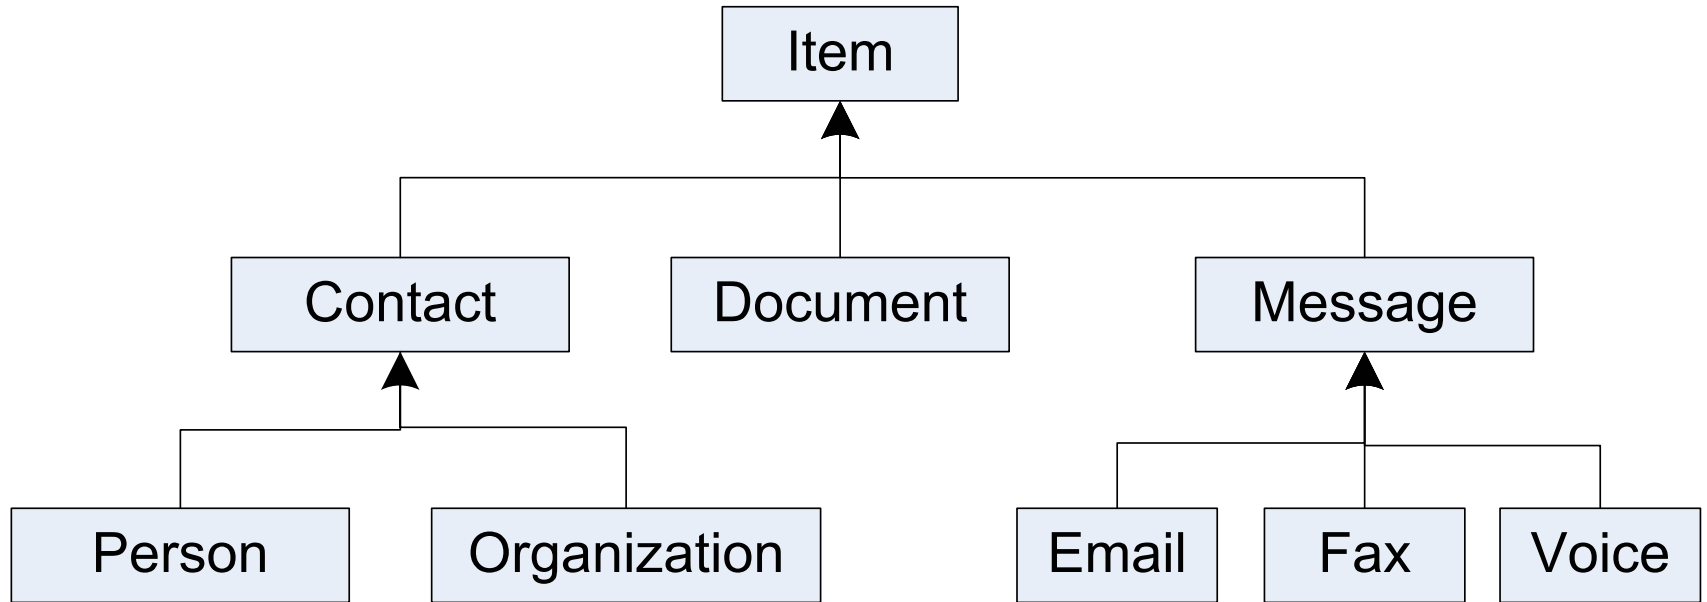 Item
Contact
Document
Message
Person
Organization
Email
Fax
Voice